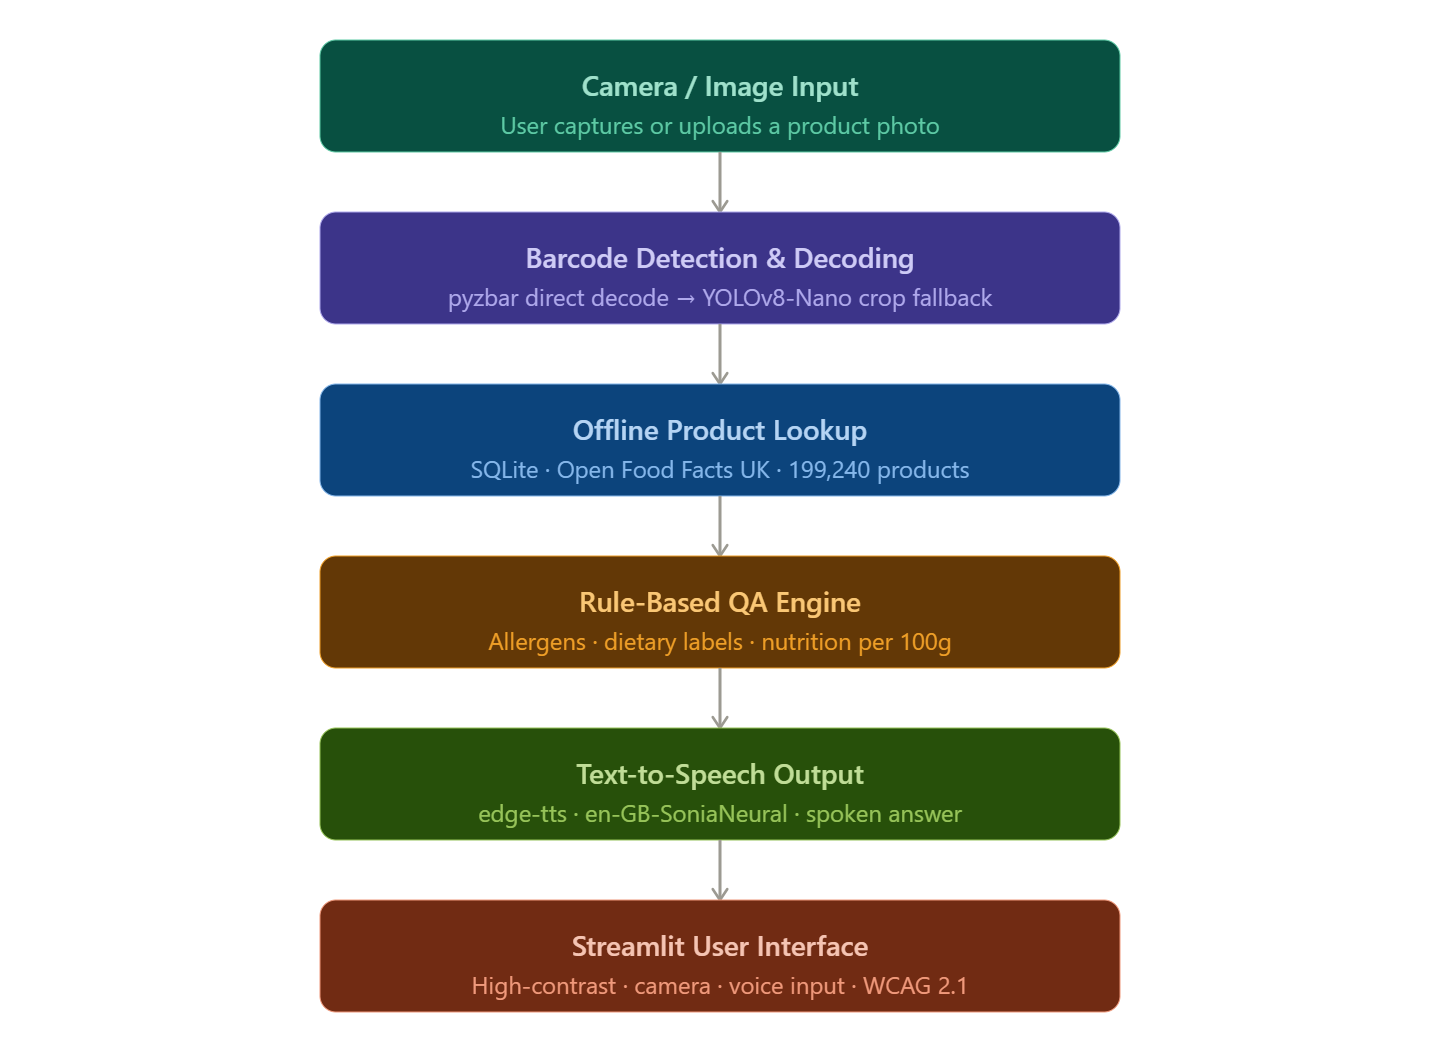 Camera / Image Input
User captures or uploads a product photo
Barcode Detection & Decoding
pyzbar direct decode → YOLOv8-Nano crop fallback
Offline Product Lookup
SQLite · Open Food Facts UK · 199,240 products
Rule-Based QA Engine
Allergens · dietary labels · nutrition per 100g
Text-to-Speech Output
edge-tts · en-GB-SoniaNeural · spoken answer
Streamlit User Interface
High-contrast · camera · voice input · WCAG 2.1